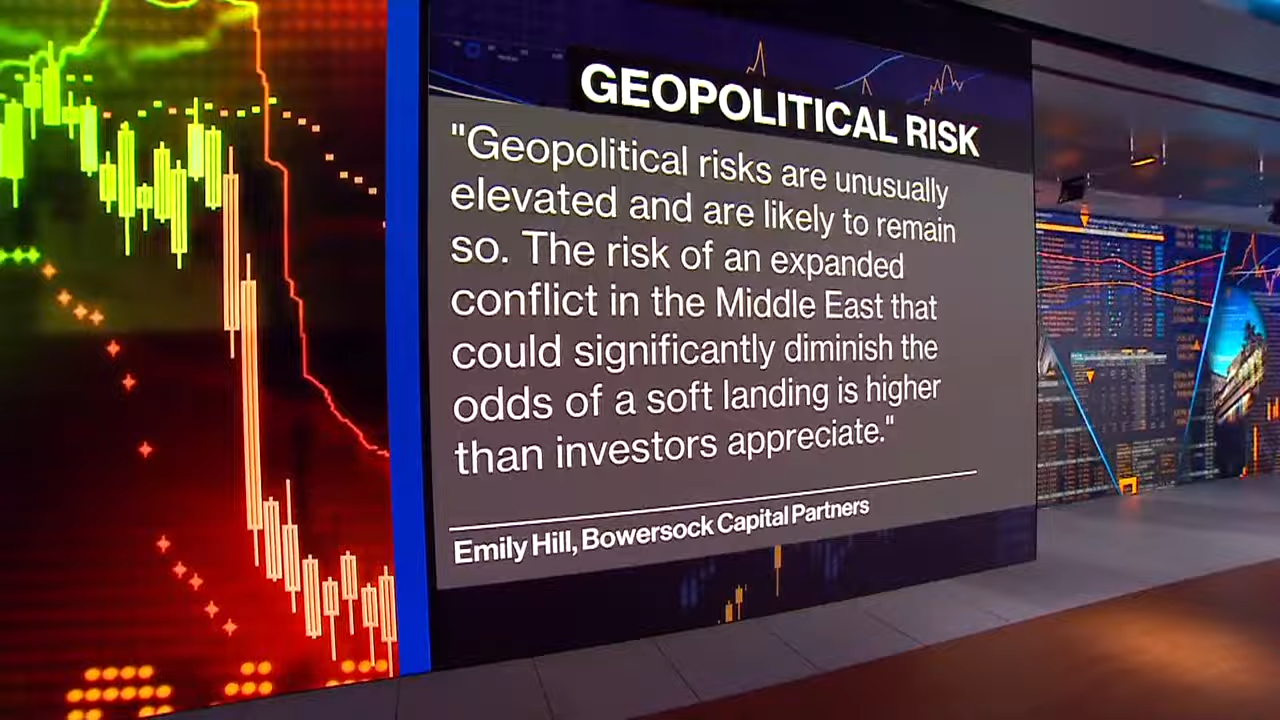 GEOPOLITICAL RISK
"Geopolitical risks are unusually
elevated and are likely to remain
so. The risk of an expanded
conflict in the Middle East that
could significantly diminish the
odds of a soft landing is higher
than investors appreciate."
Emily Hill, Bowersock Capital Partners